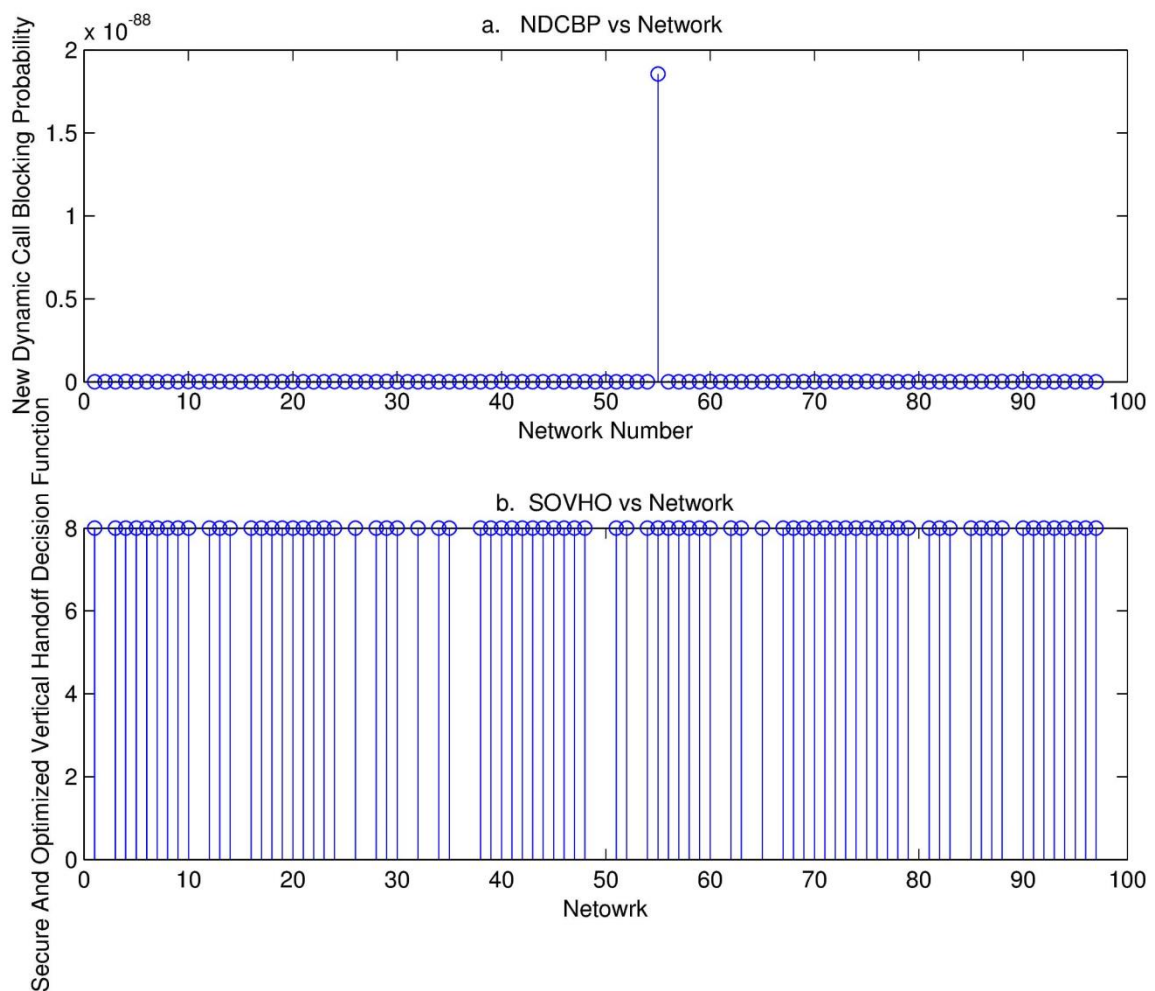 a. NDCBP vs Network
x 10-88
New Dynamic Call Blocking Probability
2
1.5
1
0.5
0
0 10 20 30 40 50 60 70 80 90 100
Network Number
b. SOVHO vs Network
Secure And Optimized Vertical Handoff Decision Function
8
6
4
2
0
0 10 20 30 40 50 60 70 80 90 100
Netowrk